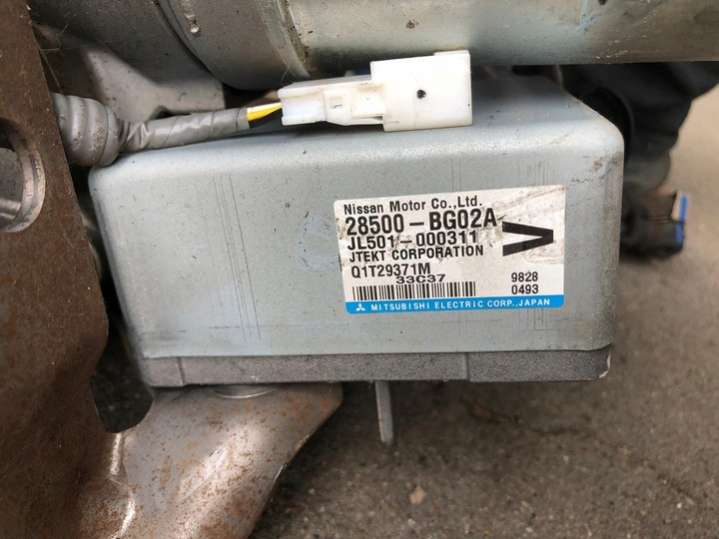 Nissan Motor Co.,Ltd.
28500-BG02A
JL501-000311
JTEKT CORPORATION
Q1T29371M
33C37
9828
0493
MITSUBISHI ELECTRIC CORP.,JAPAN